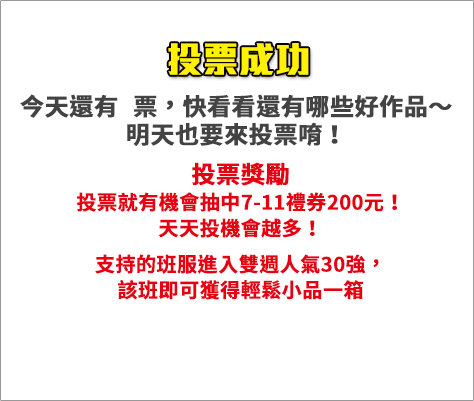 投票成功
今天還有 票，快看看還有哪些好作品～
明天也要來投票唷！
投票獎勵
投票就有機會抽中7-11禮券200元！
天天投機會越多！
支持的班服進入雙週人氣30強，
該班即可獲得輕鬆小品一箱